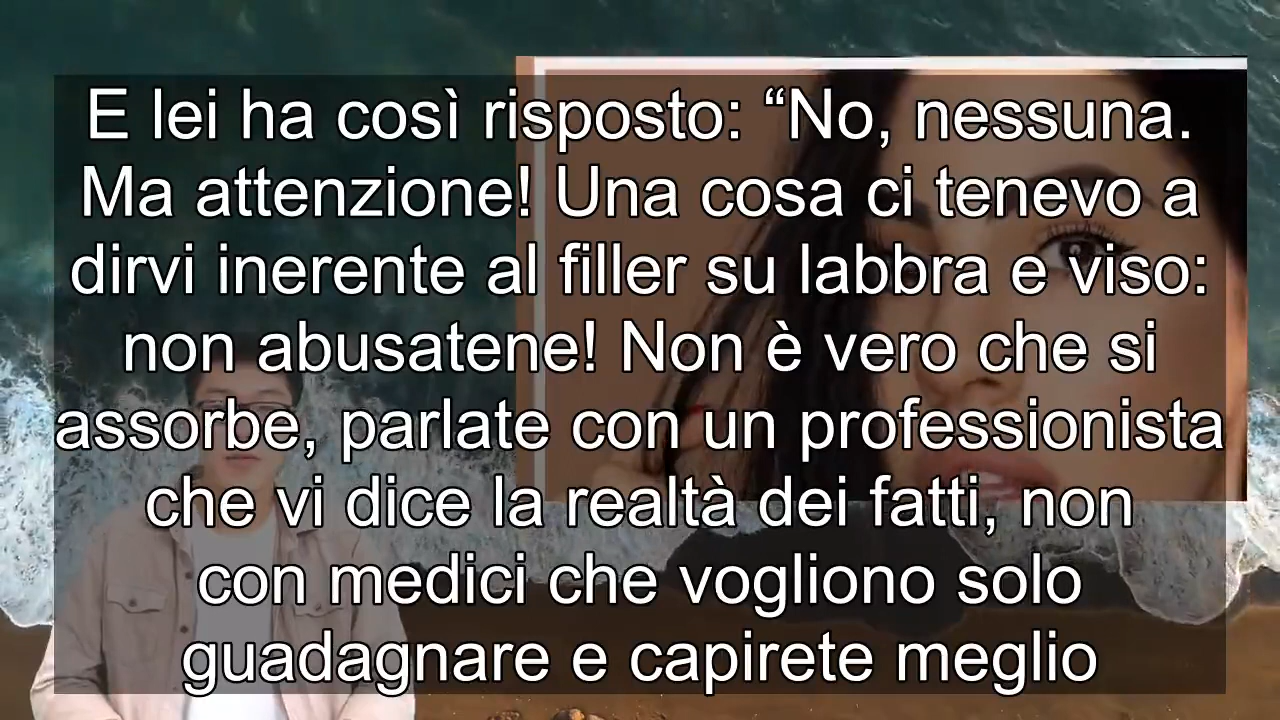 E lei ha così risposto: “No, nessuna.
Ma attenzione! Una cosa ci tenevo a
dirvi inerente al filler su labbra e viso:
non abusatene! Non è vero che si
assorbe, parlate con un professionista
che vi dice la realtà dei fatti, non
con medici che vogliono solo
guadagnare e capirete meglio